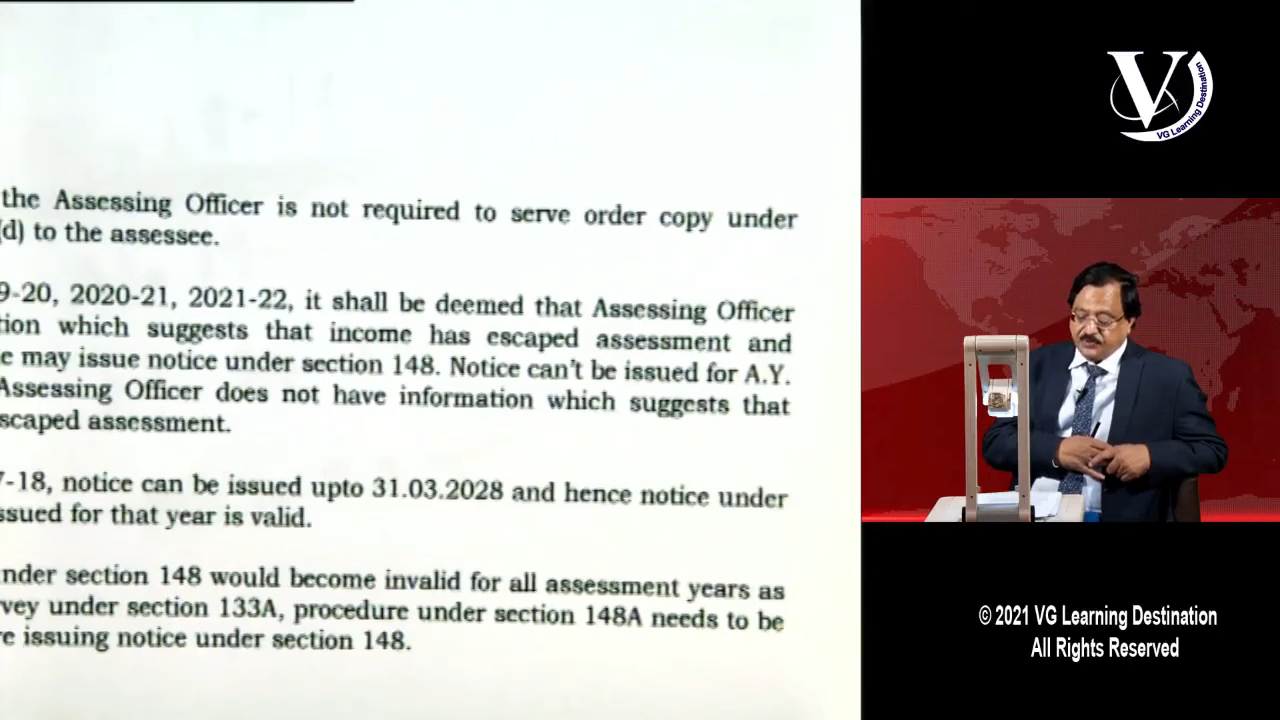 the Assessing Officer is not required to serve order copy under
(d) to the assessee.
9-20, 2020-21, 2021-22, it shall be deemed that Assessing Officer
tion which suggests that income has escaped assessment and
e may issue notice under section 148. Notice can't be issued for A.Y.
Assessing Officer does not have information which suggests that
scaped assessment.
7-18, notice can be issued upto 31.03.2028 and hence notice under
ssued for that year is valid.
nder section 148 would become invalid for all assessment years as
vey under section 133A, procedure under section 148A needs to be
re issuing notice under section 148.
V
VG Learning Destination
© 2021 VG Learning Destination
All Rights Reserved